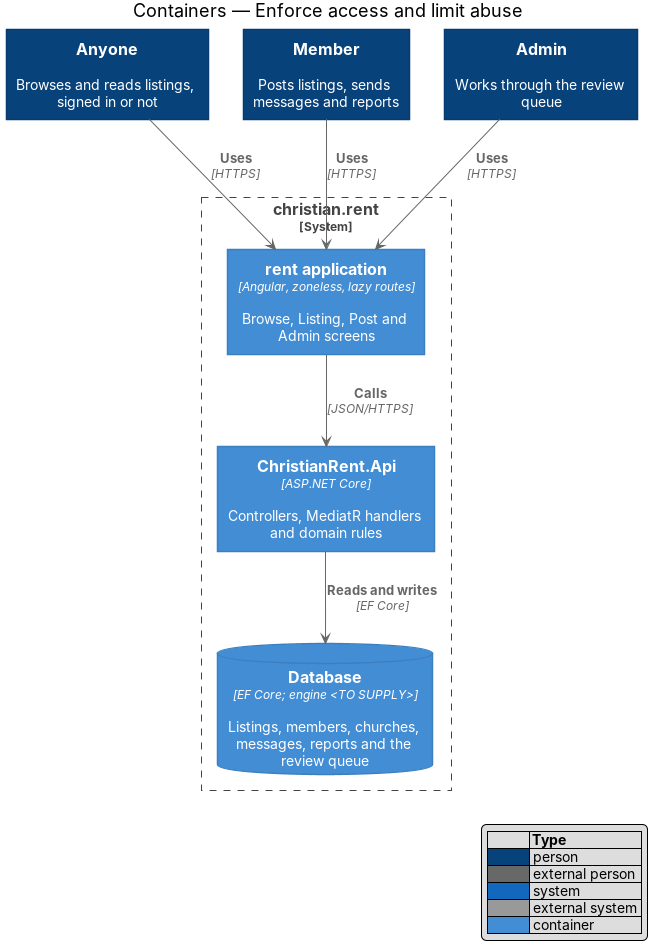 Containers — Enforce access and limit abuse
Anyone
Browses and reads listings,
signed in or not
Member
Posts listings, sends
messages and reports
Admin
Works through the review
queue
Uses
[HTTPS]
Uses
[HTTPS]
Uses
[HTTPS]
christian.rent
[System]
rent application
[Angular, zoneless, lazy routes]
Browse, Listing, Post and
Admin screens
Calls
[JSON/HTTPS]
ChristianRent.Api
[ASP.NET Core]
Controllers, MediatR handlers
and domain rules
Reads and writes
[EF Core]
Database
[EF Core; engine <TO SUPPLY>]
Listings, members, churches,
messages, reports and the
review queue
Type
person
external person
system
external system
container